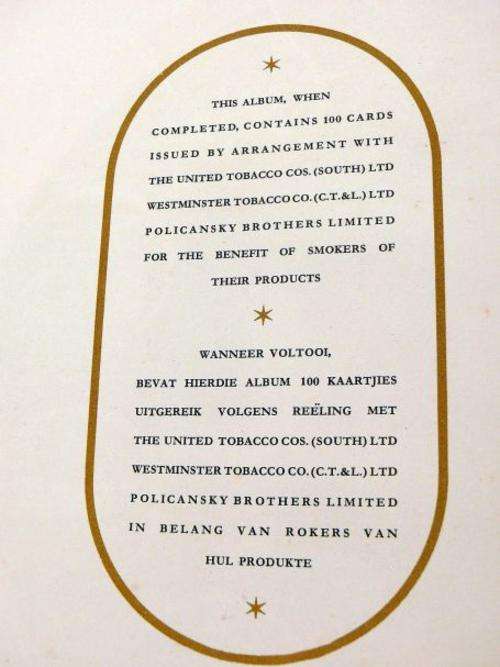 THIS ALBUM, WHEN
COMPLETED, CONTAINS 100 CARDS
ISSUED BY ARRANGEMENT WITH
THE UNITED TOBACCO COS. (SOUTH) LTD
WESTMINSTER TOBACCO CO. (C.T.&L.) LTD
POLICANSKY BROTHERS LIMITED
FOR THE BENEFIT OF SMOKERS OF
THEIR PRODUCTS
WANNEER VOLTOOI,
BEVAT HIERDIE ALBUM 100 KAARTJIES
UITGEREIK VOLGENS REEËLING MET
THE UNITED TOBACCO COS. (SOUTH) LTD
WESTMINSTER TOBACCO CO. (C.T.&L.) LTD
POLICANSKY BROTHERS LIMITED
IN BELANG VAN ROKERS VAN
HUL PRODUKTE